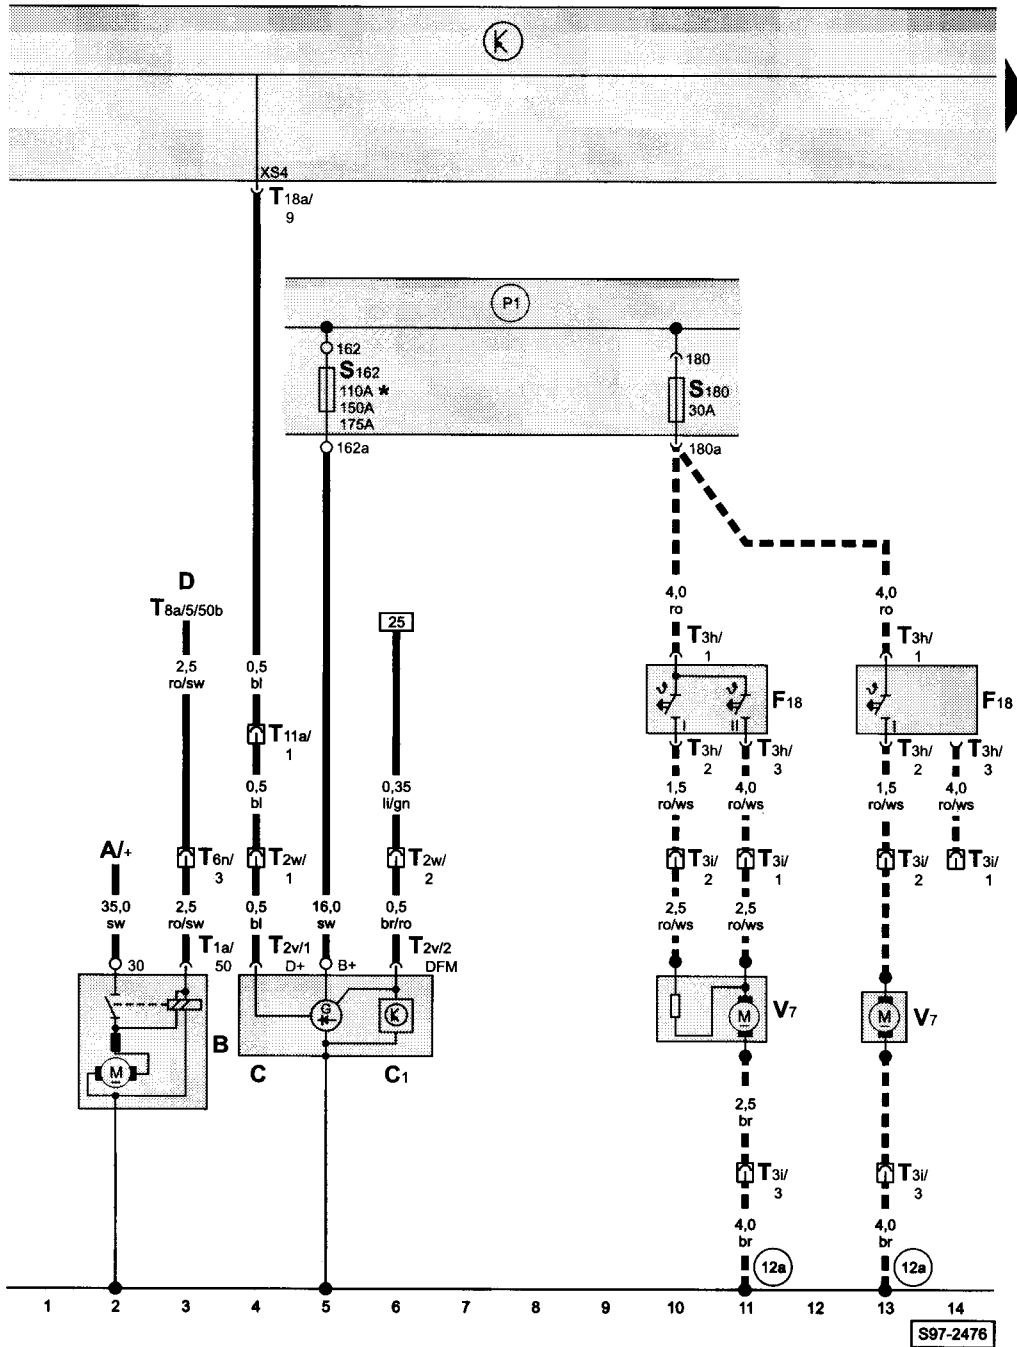 K
XS4
T18a/
9
P1
162
S162
110A *
150A
175A
162a
180
S180
30A
180a
D
T8a/5/50b
25
4,0
ro
4,0
ro
T3h/
1
T3h/
1
2,5
ro/sw
0,5
bl
F18
F18
I
II
I
T11a/
1
T3h/
2
T3h/
3
T3h/
2
T3h/
3
0,5
bl
0,35
li/gn
1,5
ro/ws
4,0
ro/ws
1,5
ro/ws
4,0
ro/ws
A/+
T6n/
3
T2w/
1
T2w/
2
T3i/
2
T3i/
1
T3i/
2
T3i/
1
35,0
sw
2,5
ro/sw
0,5
bl
16,0
sw
0,5
br/ro
2,5
ro/ws
2,5
ro/ws
30
T1a/
50
T2v/1
D+
B+
T2v/2
DFM
G
K
M
B
C
C1
M
V7
M
V7
2,5
br
T3i/
3
T3i/
3
4,0
br
4,0
br
12a
12a
1 2 3 4 5 6 7 8 9 10 11 12 13 14
S97-2476